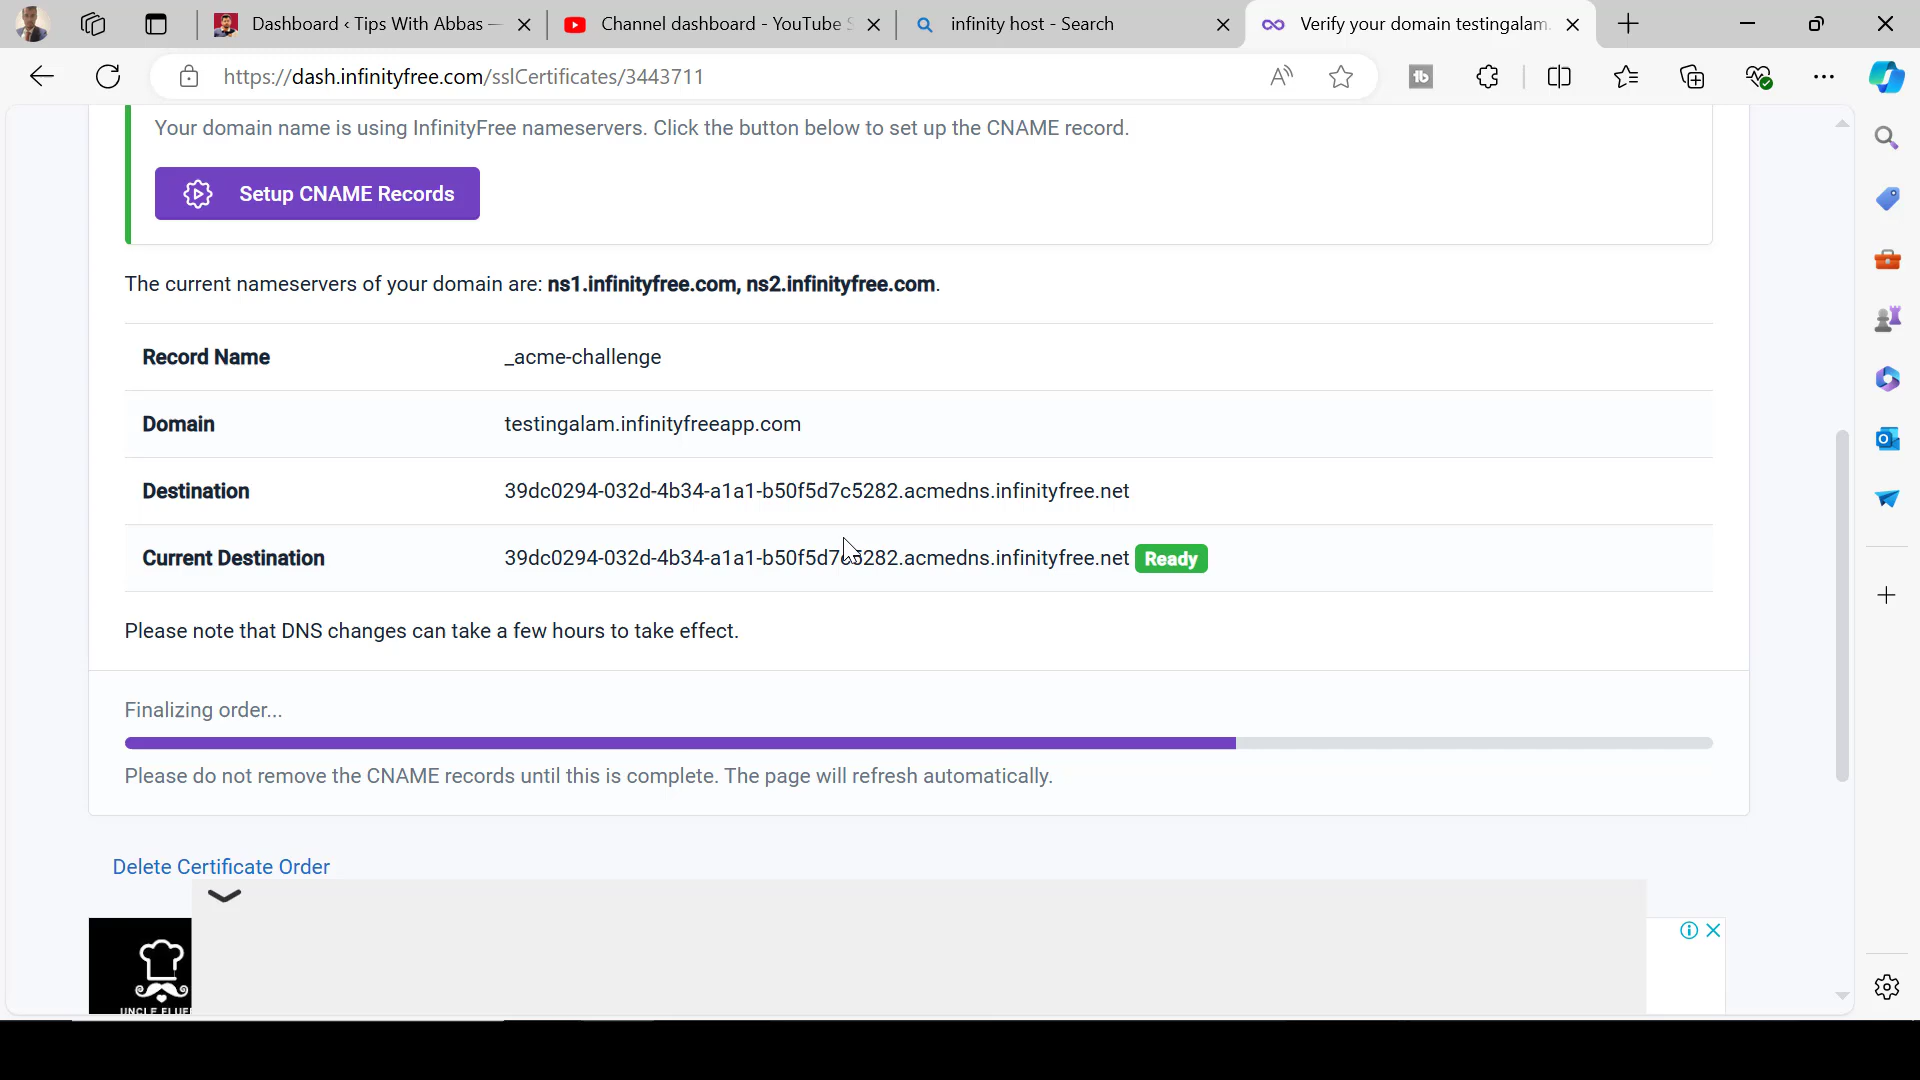 Dashboard ‹ Tips With Abbas —
Channel dashboard - YouTube S
infinity host - Search
Verify your domain testingalam.
https://dash.infinityfree.com/sslCertificates/3443711
Your domain name is using InfinityFree nameservers. Click the button below to set up the CNAME record.
Setup CNAME Records
The current nameservers of your domain are: ns1.infinityfree.com, ns2.infinityfree.com.
Record Name _acme-challenge
Domain testingalam.infinityfreeapp.com
Destination 39dc0294-032d-4b34-a1a1-b50f5d7c5282.acmedns.infinityfree.net
Current Destination 39dc0294-032d-4b34-a1a1-b50f5d7c5282.acmedns.infinityfree.net Ready
Please note that DNS changes can take a few hours to take effect.
Finalizing order...
Please do not remove the CNAME records until this is complete. The page will refresh automatically.
Delete Certificate Order